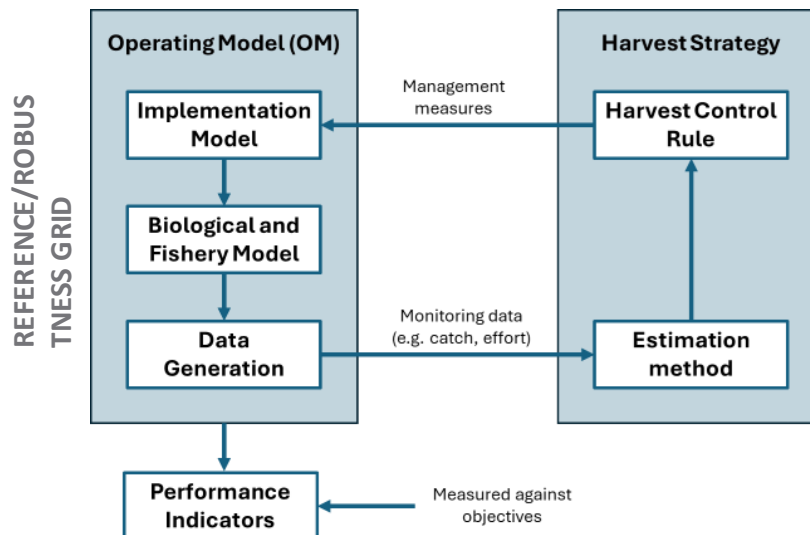 REFERENCE/ROBUS
TNESS GRID
Operating Model (OM)
Implementation
Model
Biological and
Fishery Model
Data
Generation
Performance
Indicators
Management
measures
Monitoring data
(e.g. catch, effort)
Measured against
objectives
Harvest Strategy
Harvest Control
Rule
Estimation
method